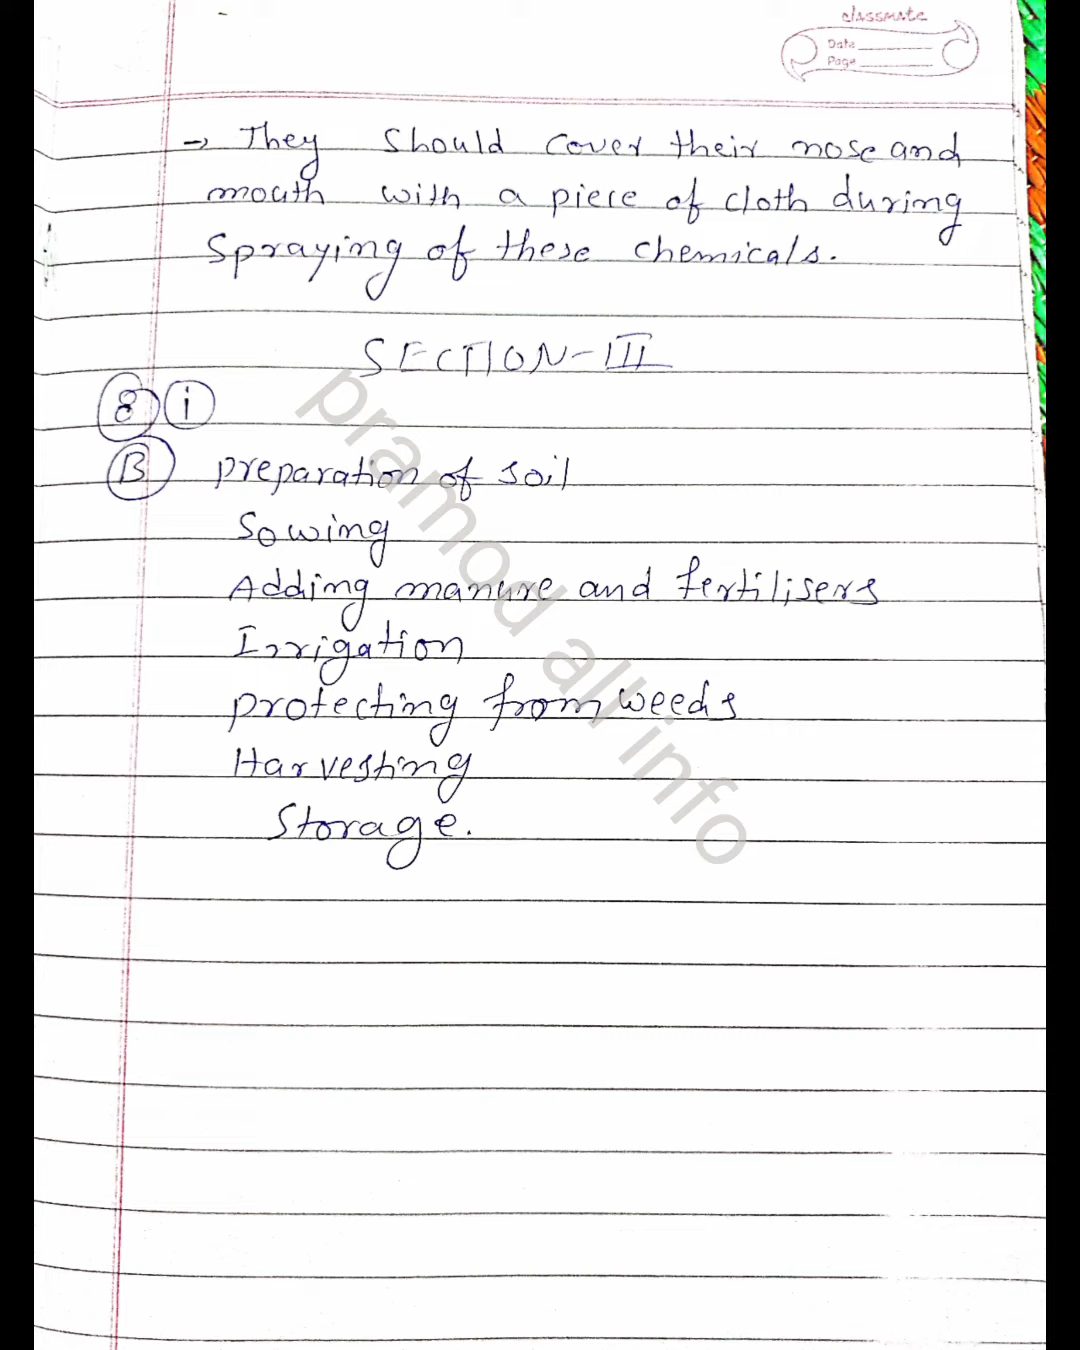 classmate
Date
Page
→ They should cover their nose and
mouth with a piece of cloth during
Spraying of these chemicals.
SECTION-III
8 i
B preparation of soil
Sowing
Adding manure and fertilisers
Irrigation
protecting from weeds
Harvesting
Storage.
pramod all info